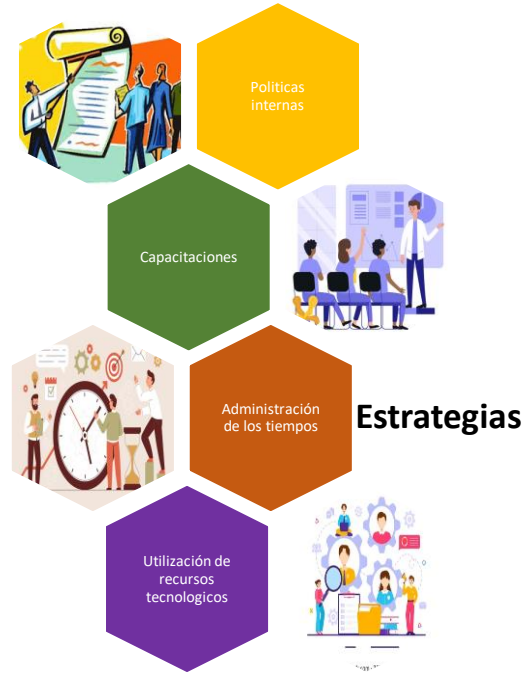 Politicas
internas
Capacitaciones
Administración
de los tiempos
Estrategias
Utilización de
recursos
tecnologicos